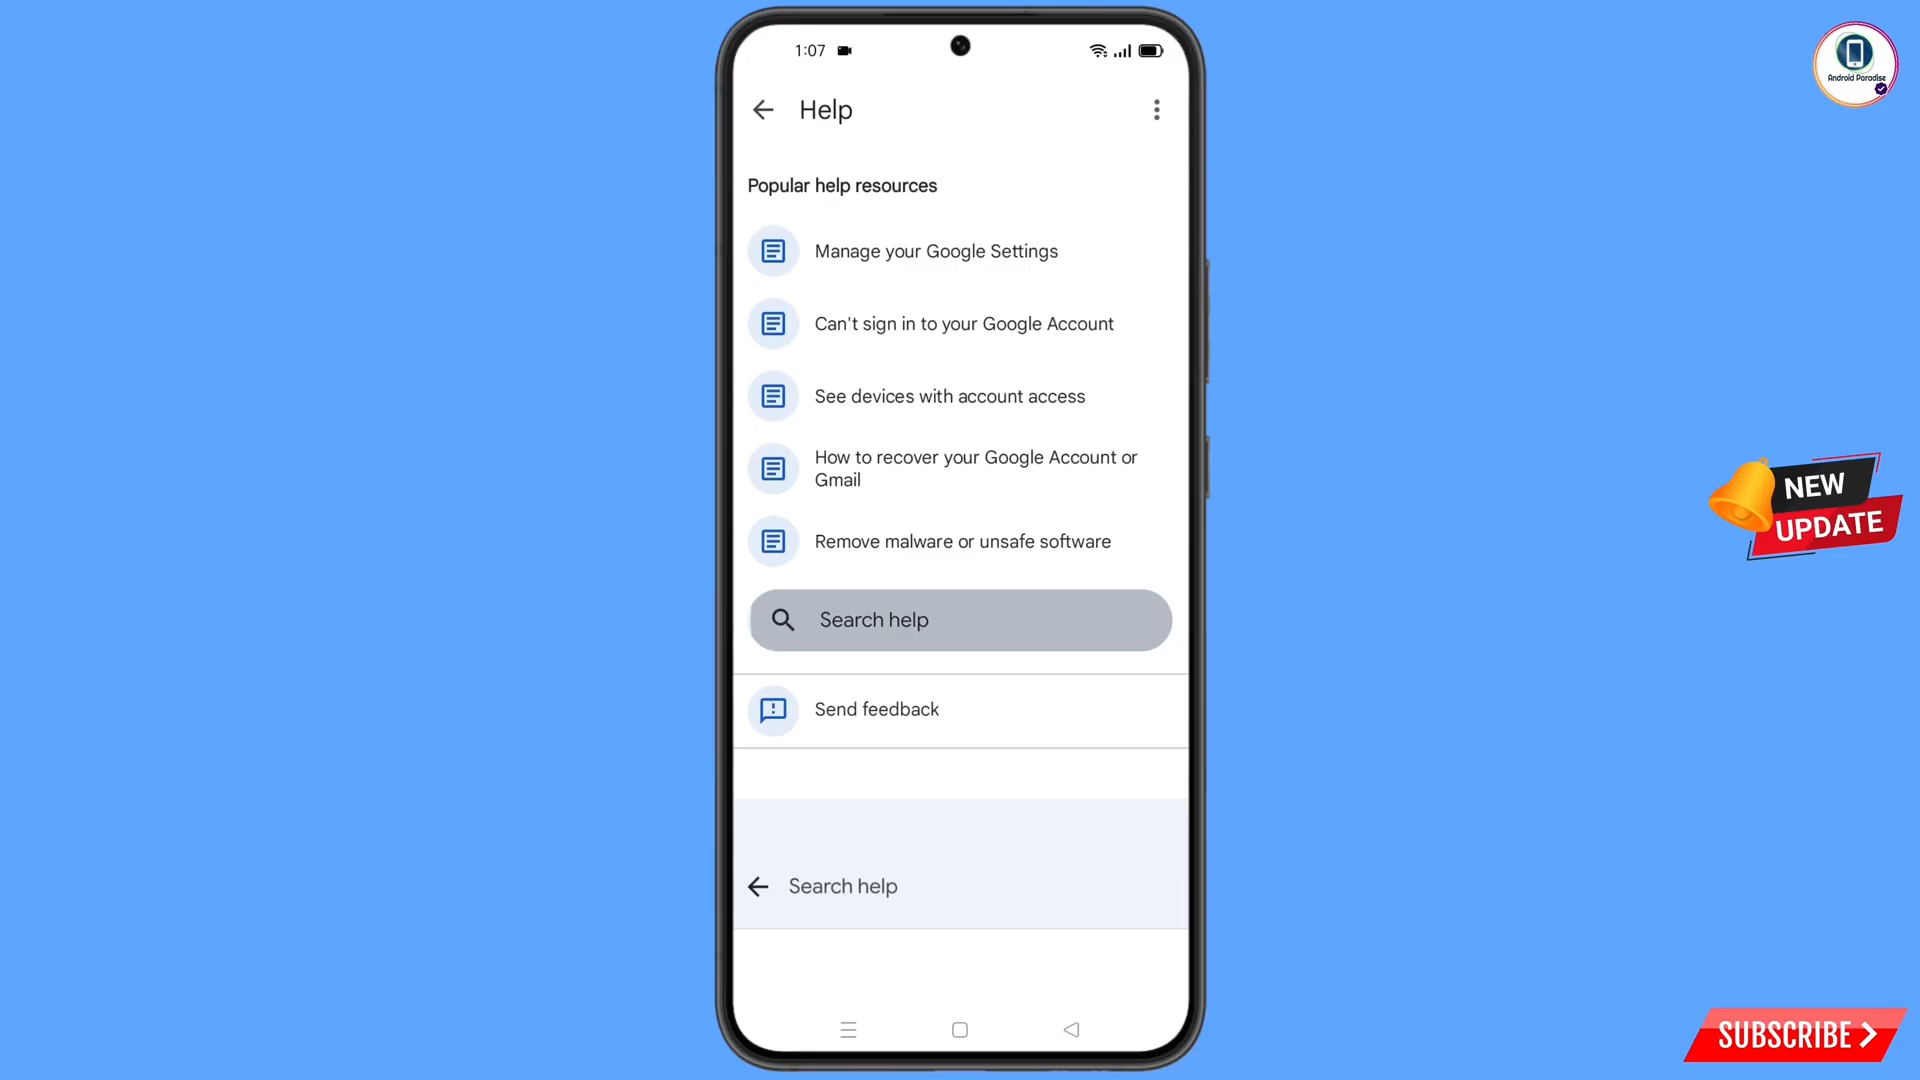 1:07
Help
Popular help resources
Manage your Google Settings
Can't sign in to your Google Account
See devices with account access
How to recover your Google Account or
Gmail
Remove malware or unsafe software
Search help
Send feedback
Search help
Android Paradise
NEW
UPDATE
SUBSCRIBE